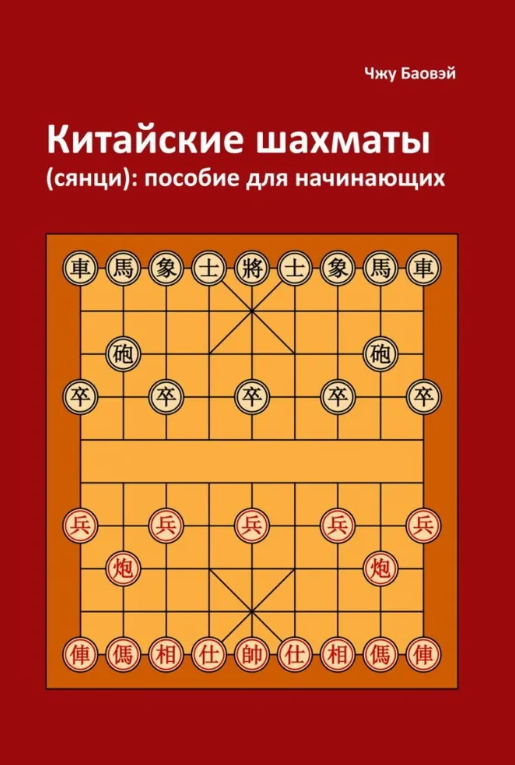 Чжу Баовэй
Китайские шахматы
(сянци): пособие для начинающих
車馬象士將士象馬車
砲砲
卒卒卒卒卒
兵兵兵兵兵
炮炮
俥傌相仕帥仕相傌俥